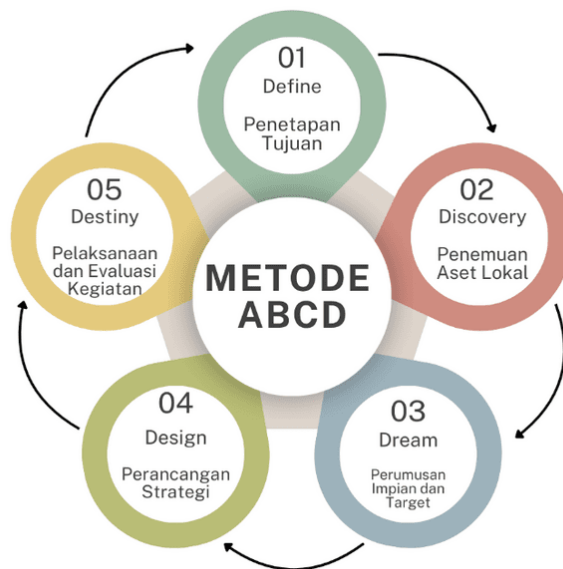 METODE
ABCD
01
Define
Penetapan
Tujuan
02
Discovery
Penemuan
Aset Lokal
03
Dream
Perumusan
Impian dan
Target
04
Design
Perancangan
Strategi
05
Destiny
Pelaksanaan
dan Evaluasi
Kegiatan